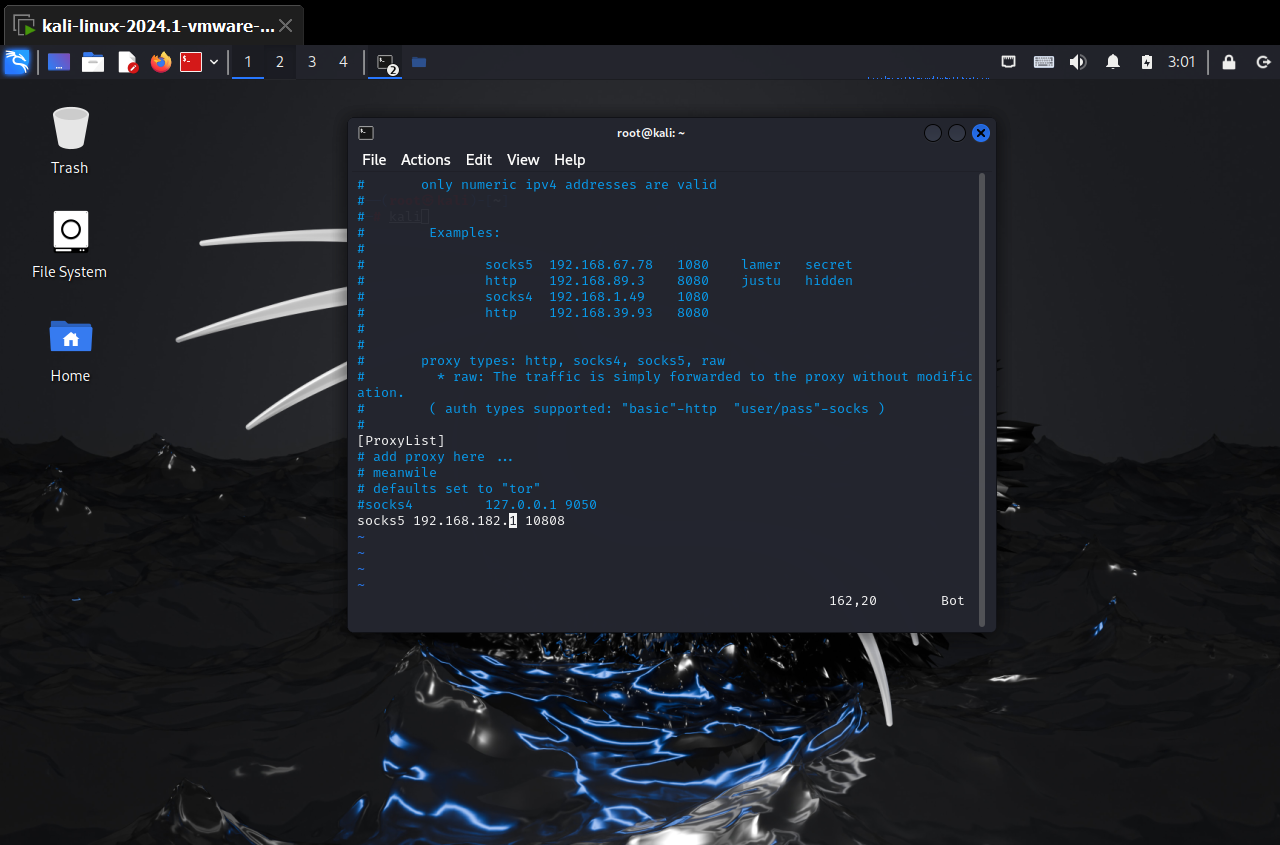 kali-linux-2024.1-vmware-...
1 2 3 4
2
3:01
Trash
File System
Home
root@kali: ~
File Actions Edit View Help
#       only numeric ipv4 addresses are valid
#
#   kali
#        Examples:
#
#               socks5  192.168.67.78   1080    lamer   secret
#               http    192.168.89.3    8080    justu   hidden
#               socks4  192.168.1.49    1080
#               http    192.168.39.93   8080
#
#
#       proxy types: http, socks4, socks5, raw
#         * raw: The traffic is simply forwarded to the proxy without modific
ation.
#        ( auth types supported: "basic"-http  "user/pass"-socks )
#
[ProxyList]
# add proxy here ...
# meanwile
# defaults set to "tor"
#socks4         127.0.0.1 9050
socks5 192.168.182.1 10808
~
~
~
~
162,20        Bot